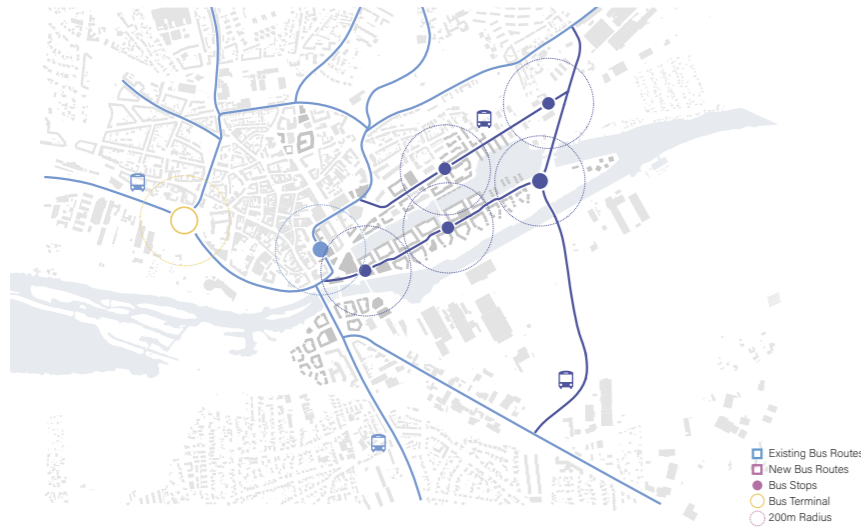 Existing Bus Routes
New Bus Routes
Bus Stops
Bus Terminal
200m Radius